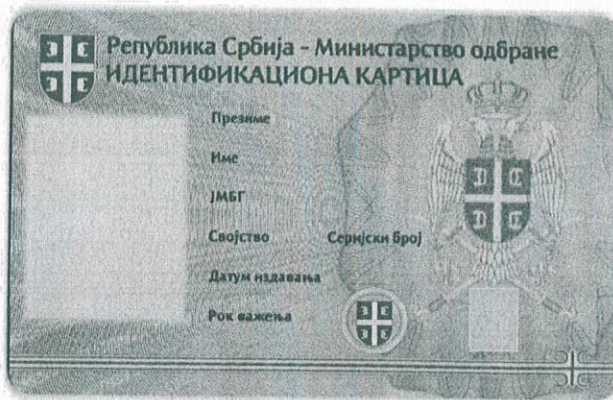 Република Србија - Министарство одбране
ИДЕНТИФИКАЦИОНА КАРТИЦА
Презиме
Име
ЈМБГ
Својство Серијски број
Датум издавања
Рок важења